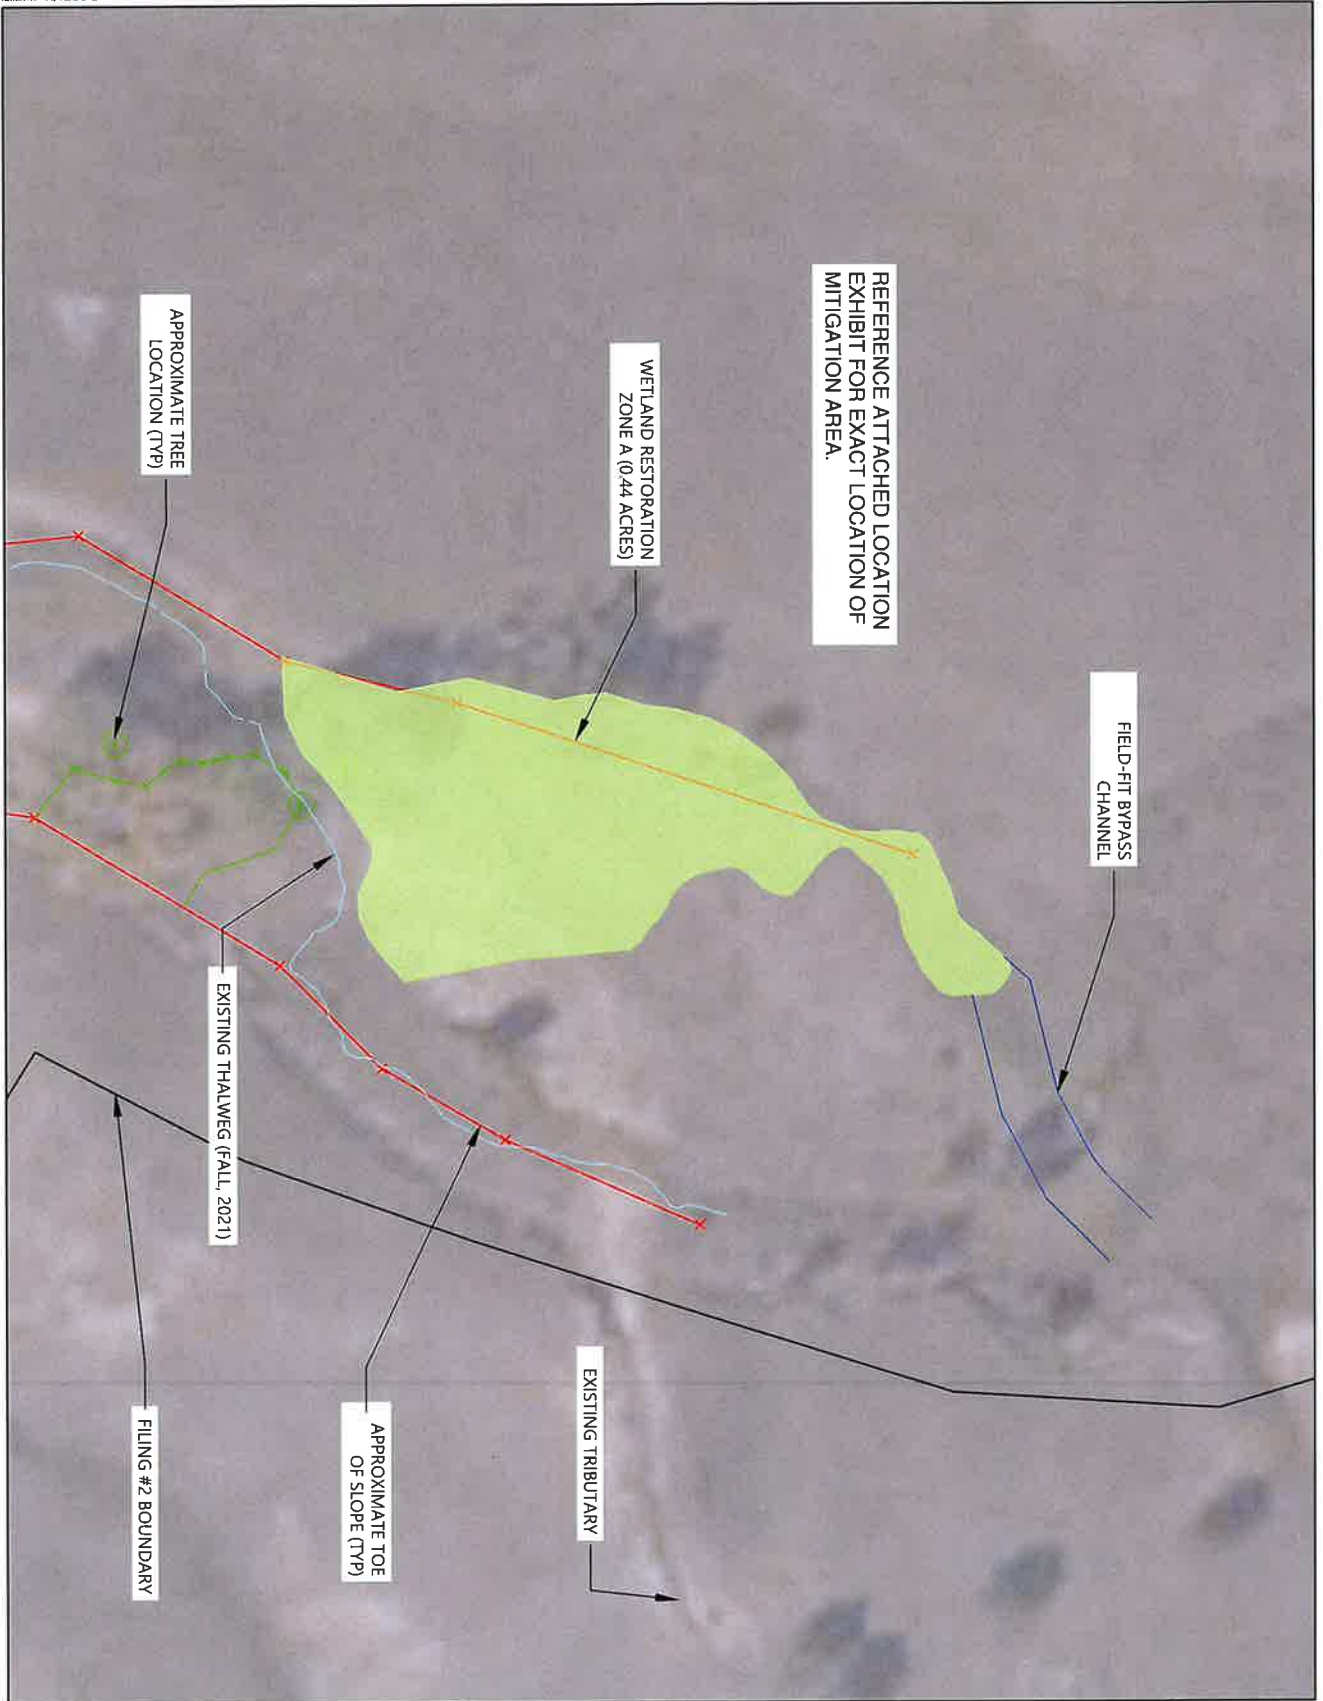 FIELD-FIT BYPASS
CHANNEL
REFERENCE ATTACHED LOCATION
EXHIBIT FOR EXACT LOCATION OF
MITIGATION AREA.
WETLAND RESTORATION
ZONE A (0.44 ACRES)
EXISTING TRIBUTARY
APPROXIMATE TOE
OF SLOPE (TYP)
EXISTING THALWEG (FALL, 2021)
APPROXIMATE TREE
LOCATION (TYP)
FILING #2 BOUNDARY